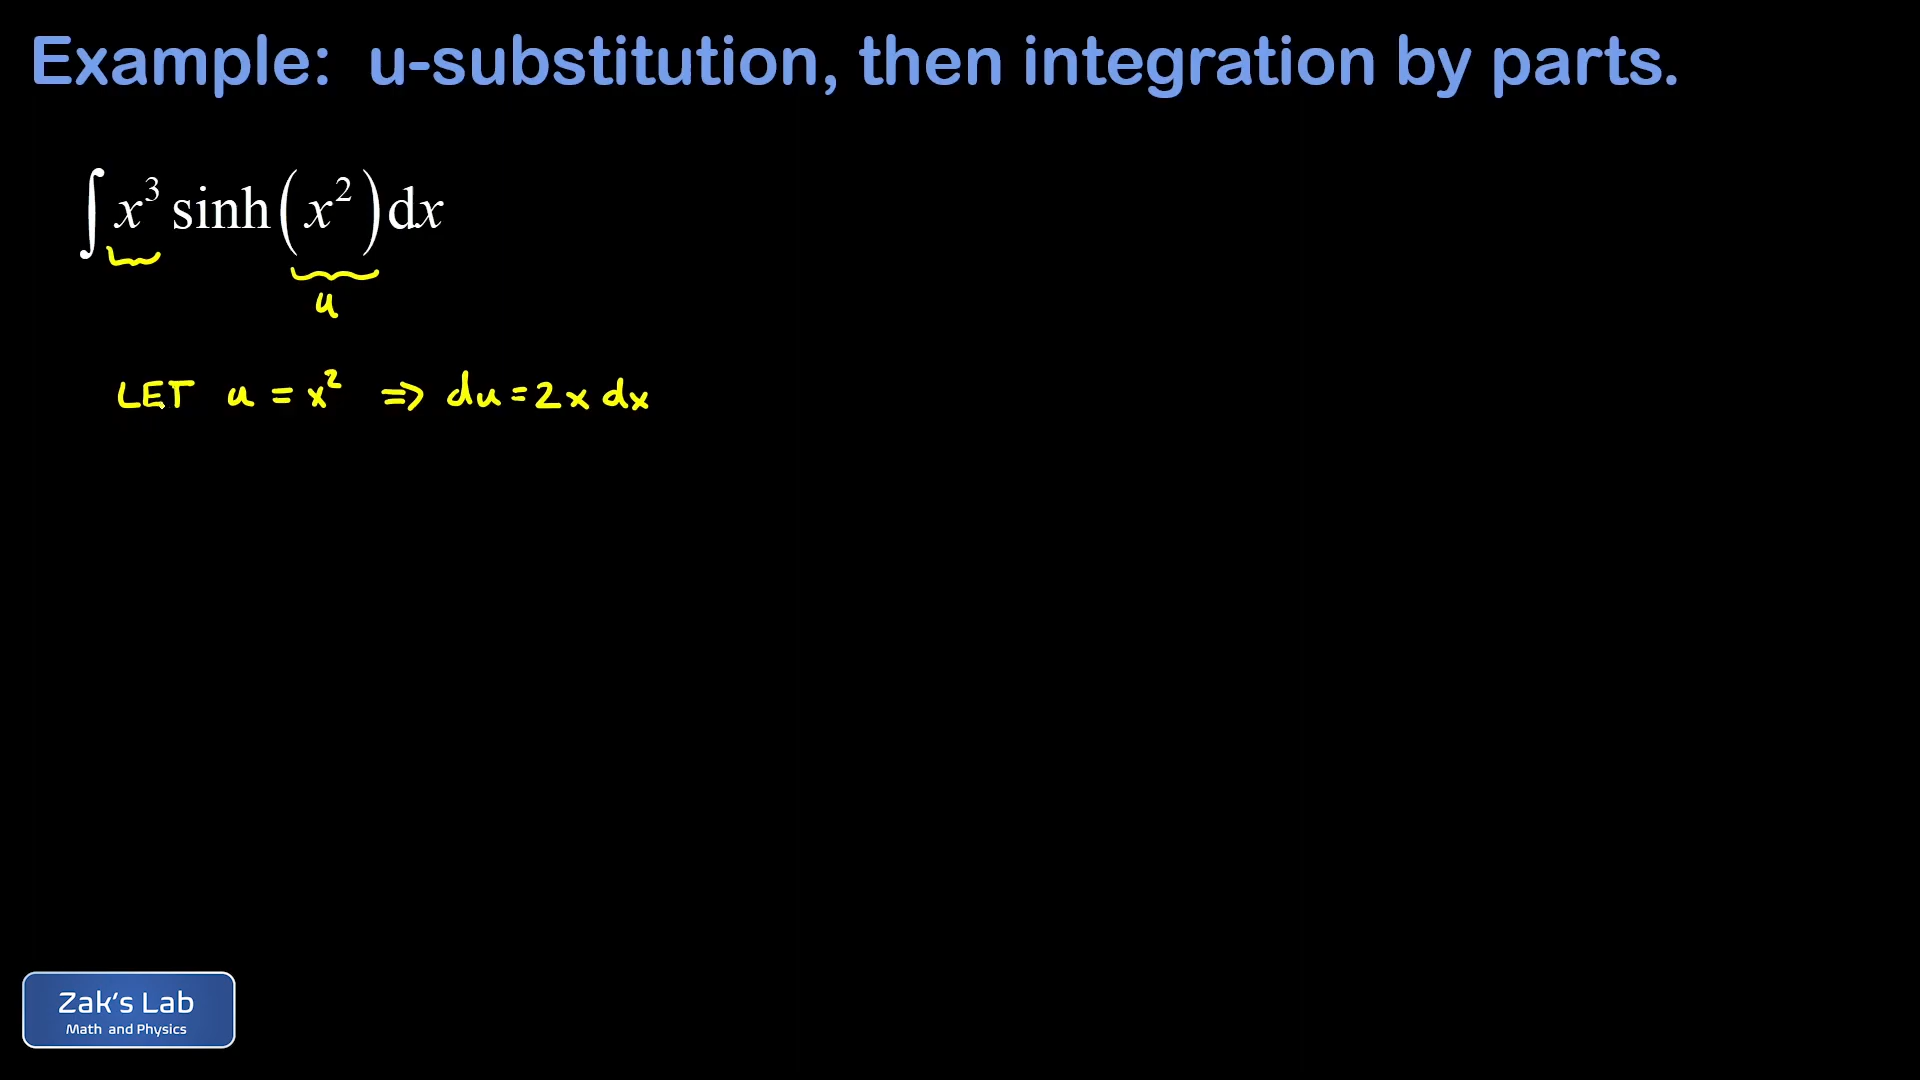 Example: u-substitution, then integration by parts.
∫ x³ sinh(x²) dx
u
LET u = x² ⇒ du = 2x dx
Zak's Lab
Math and Physics